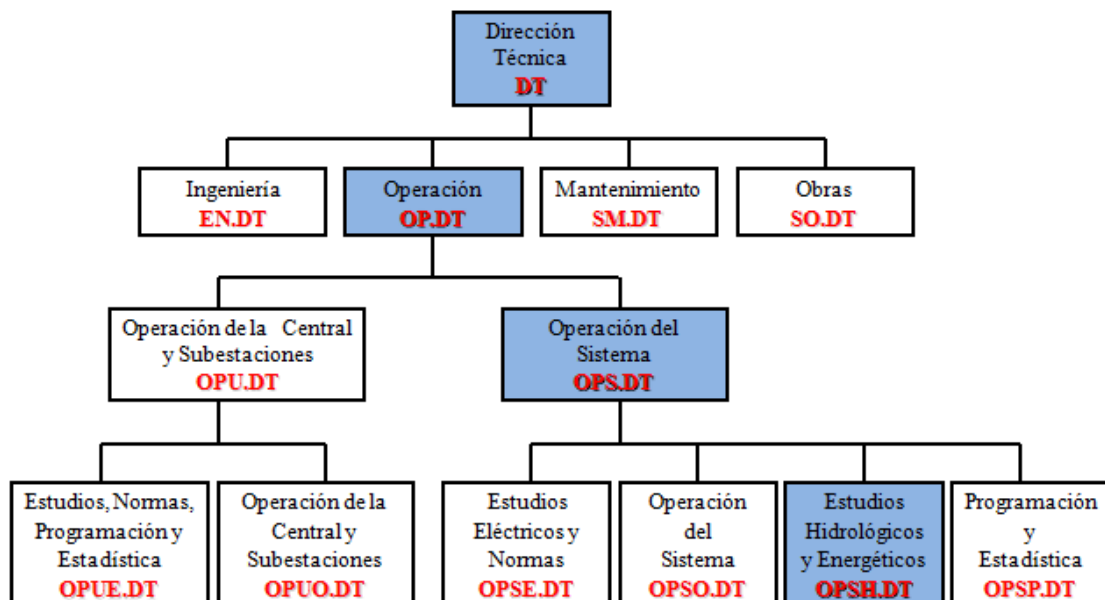 Dirección
Técnica
DT
Ingeniería
EN.DT
Operación
OP.DT
Mantenimiento
SM.DT
Obras
SO.DT
Operación de la Central
y Subestaciones
OPU.DT
Operación del
Sistema
OPS.DT
Estudios, Normas,
Programación y
Estadística
OPUE.DT
Operación de la
Central y
Subestaciones
OPUO.DT
Estudios
Eléctricos y
Normas
OPSE.DT
Operación
del
Sistema
OPSO.DT
Estudios
Hidrológicos
y Energéticos
OPSH.DT
Programación
y
Estadística
OPSP.DT